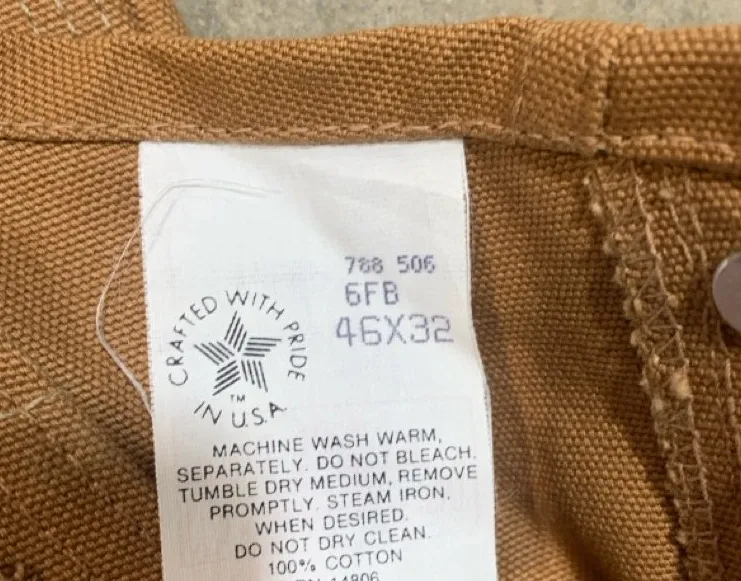 788 506
6FB
46X32
CRAFTED WITH PRIDE
TM
IN U.S.A
MACHINE WASH WARM,
SEPARATELY. DO NOT BLEACH.
TUMBLE DRY MEDIUM, REMOVE
PROMPTLY. STEAM IRON,
WHEN DESIRED.
DO NOT DRY CLEAN.
100% COTTON
14806